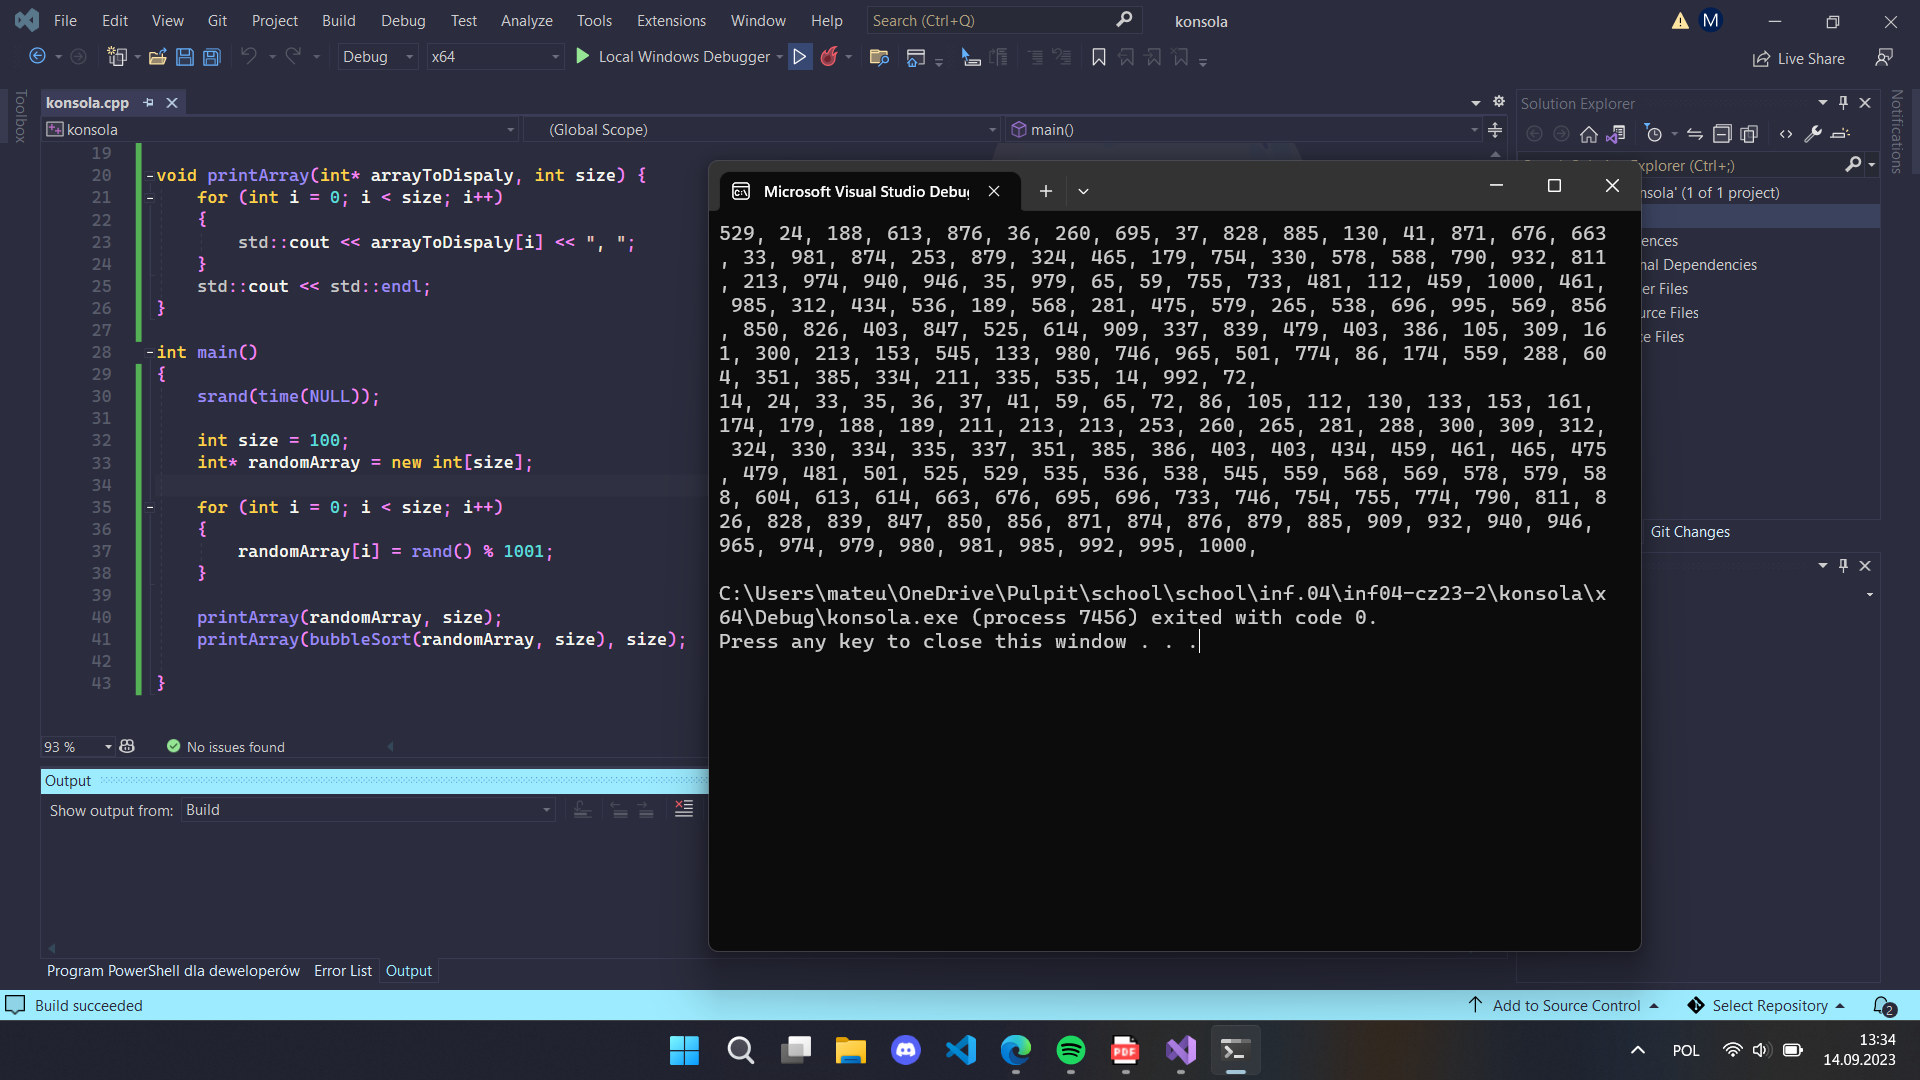 File Edit View Git Project Build Debug Test Analyze Tools Extensions Window Help Search (Ctrl+Q) konsola M
Debug x64 Local Windows Debugger Live Share
Toolbox
konsola.cpp
konsola (Global Scope) main()
19
20 void printArray(int* arrayToDispaly, int size) {
21 for (int i = 0; i < size; i++)
22 {
23 std::cout << arrayToDispaly[i] << ", ";
24 }
25 std::cout << std::endl;
26 }
27
28 int main()
29 {
30 srand(time(NULL));
31
32 int size = 100;
33 int* randomArray = new int[size];
34
35 for (int i = 0; i < size; i++)
36 {
37 randomArray[i] = rand() % 1001;
38 }
39
40 printArray(randomArray, size);
41 printArray(bubbleSort(randomArray, size), size);
42
43 }
93 % No issues found
Output
Show output from: Build
Program PowerShell dla deweloperów Error List Output
Microsoft Visual Studio Debug
529, 24, 188, 613, 876, 36, 260, 695, 37, 828, 885, 130, 41, 871, 676, 663
, 33, 981, 874, 253, 879, 324, 465, 179, 754, 330, 578, 588, 790, 932, 811
, 213, 974, 940, 946, 35, 979, 65, 59, 755, 733, 481, 112, 459, 1000, 461,
985, 312, 434, 536, 189, 568, 281, 475, 579, 265, 538, 696, 995, 569, 856
, 850, 826, 403, 847, 525, 614, 909, 337, 839, 479, 403, 386, 105, 309, 16
1, 300, 213, 153, 545, 133, 980, 746, 965, 501, 774, 86, 174, 559, 288, 60
4, 351, 385, 334, 211, 335, 535, 14, 992, 72,
14, 24, 33, 35, 36, 37, 41, 59, 65, 72, 86, 105, 112, 130, 133, 153, 161,
174, 179, 188, 189, 211, 213, 213, 253, 260, 265, 281, 288, 300, 309, 312,
324, 330, 334, 335, 337, 351, 385, 386, 403, 403, 434, 459, 461, 465, 475
, 479, 481, 501, 525, 529, 535, 536, 538, 545, 559, 568, 569, 578, 579, 58
8, 604, 613, 614, 663, 676, 695, 696, 733, 746, 754, 755, 774, 790, 811, 8
26, 828, 839, 847, 850, 856, 871, 874, 876, 879, 885, 909, 932, 940, 946,
965, 974, 979, 980, 981, 985, 992, 995, 1000,
C:\Users\mateu\OneDrive\Pulpit\school\school\inf.04\inf04-cz23-2\konsola\x
64\Debug\konsola.exe (process 7456) exited with code 0.
Press any key to close this window . . .
Solution Explorer
Explorer (Ctrl+;)
nsola' (1 of 1 project)
ences
nal Dependencies
er Files
urce Files
ce Files
Git Changes
Notifications
Build succeeded Add to Source Control Select Repository 2
PDF POL 13:34
14.09.2023